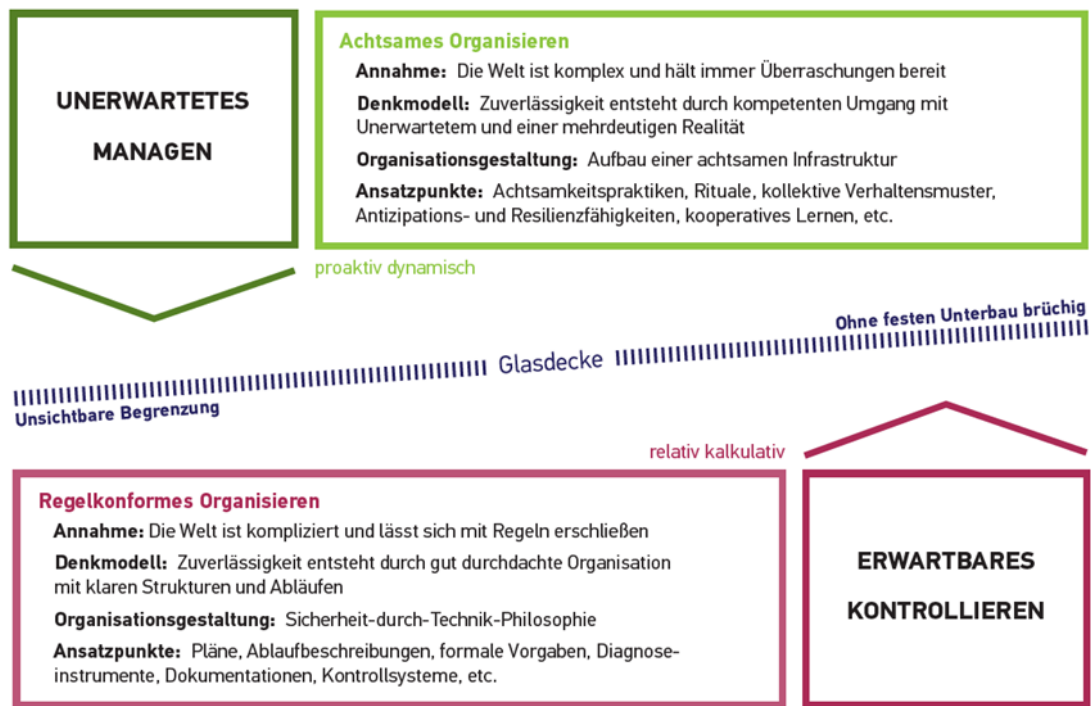 UNERWARTETES
MANAGEN
Achtsames Organisieren
Annahme: Die Welt ist komplex und hält immer Überraschungen bereit
Denkmodell: Zuverlässigkeit entsteht durch kompetenten Umgang mit
Unerwartetem und einer mehrdeutigen Realität
Organisationsgestaltung: Aufbau einer achtsamen Infrastruktur
Ansatzpunkte: Achtsamkeitspraktiken, Rituale, kollektive Verhaltensmuster,
Antizipations- und Resilienzfähigkeiten, kooperatives Lernen, etc.
proaktiv dynamisch
Ohne festen Unterbau brüchig
Glasdecke
Unsichtbare Begrenzung
relativ kalkulativ
Regelkonformes Organisieren
Annahme: Die Welt ist kompliziert und lässt sich mit Regeln erschließen
Denkmodell: Zuverlässigkeit entsteht durch gut durchdachte Organisation
mit klaren Strukturen und Abläufen
Organisationsgestaltung: Sicherheit-durch-Technik-Philosophie
Ansatzpunkte: Pläne, Ablaufbeschreibungen, formale Vorgaben, Diagnose-
instrumente, Dokumentationen, Kontrollsysteme, etc.
ERWARTBARES
KONTROLLIEREN